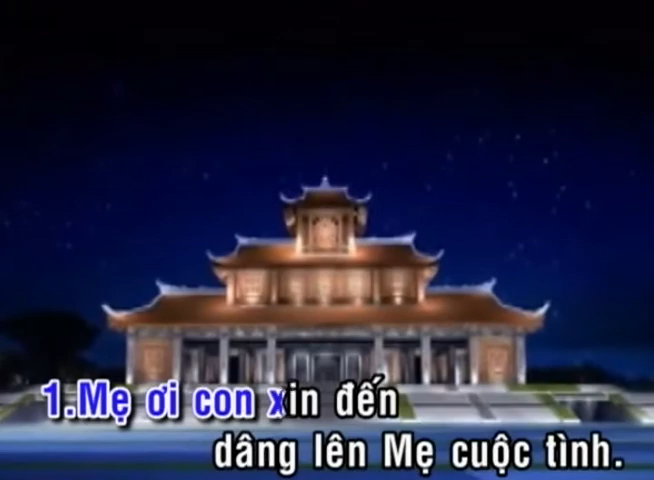 1.Mẹ ơi con xin đến
dâng lên Mẹ cuộc tình.